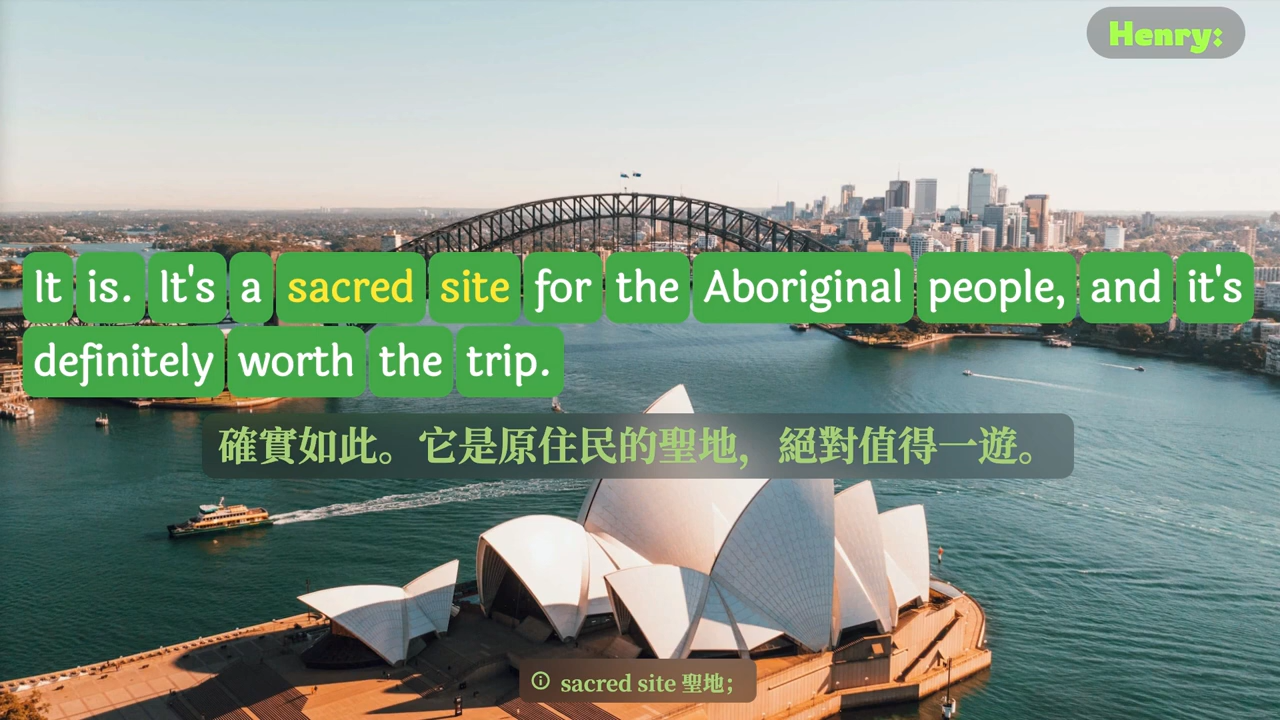 Henry:
It is. It's a sacred site for the Aboriginal people, and it's
definitely worth the trip.
確實如此。它是原住民的聖地，絕對值得一遊。
ⓘ sacred site 聖地；